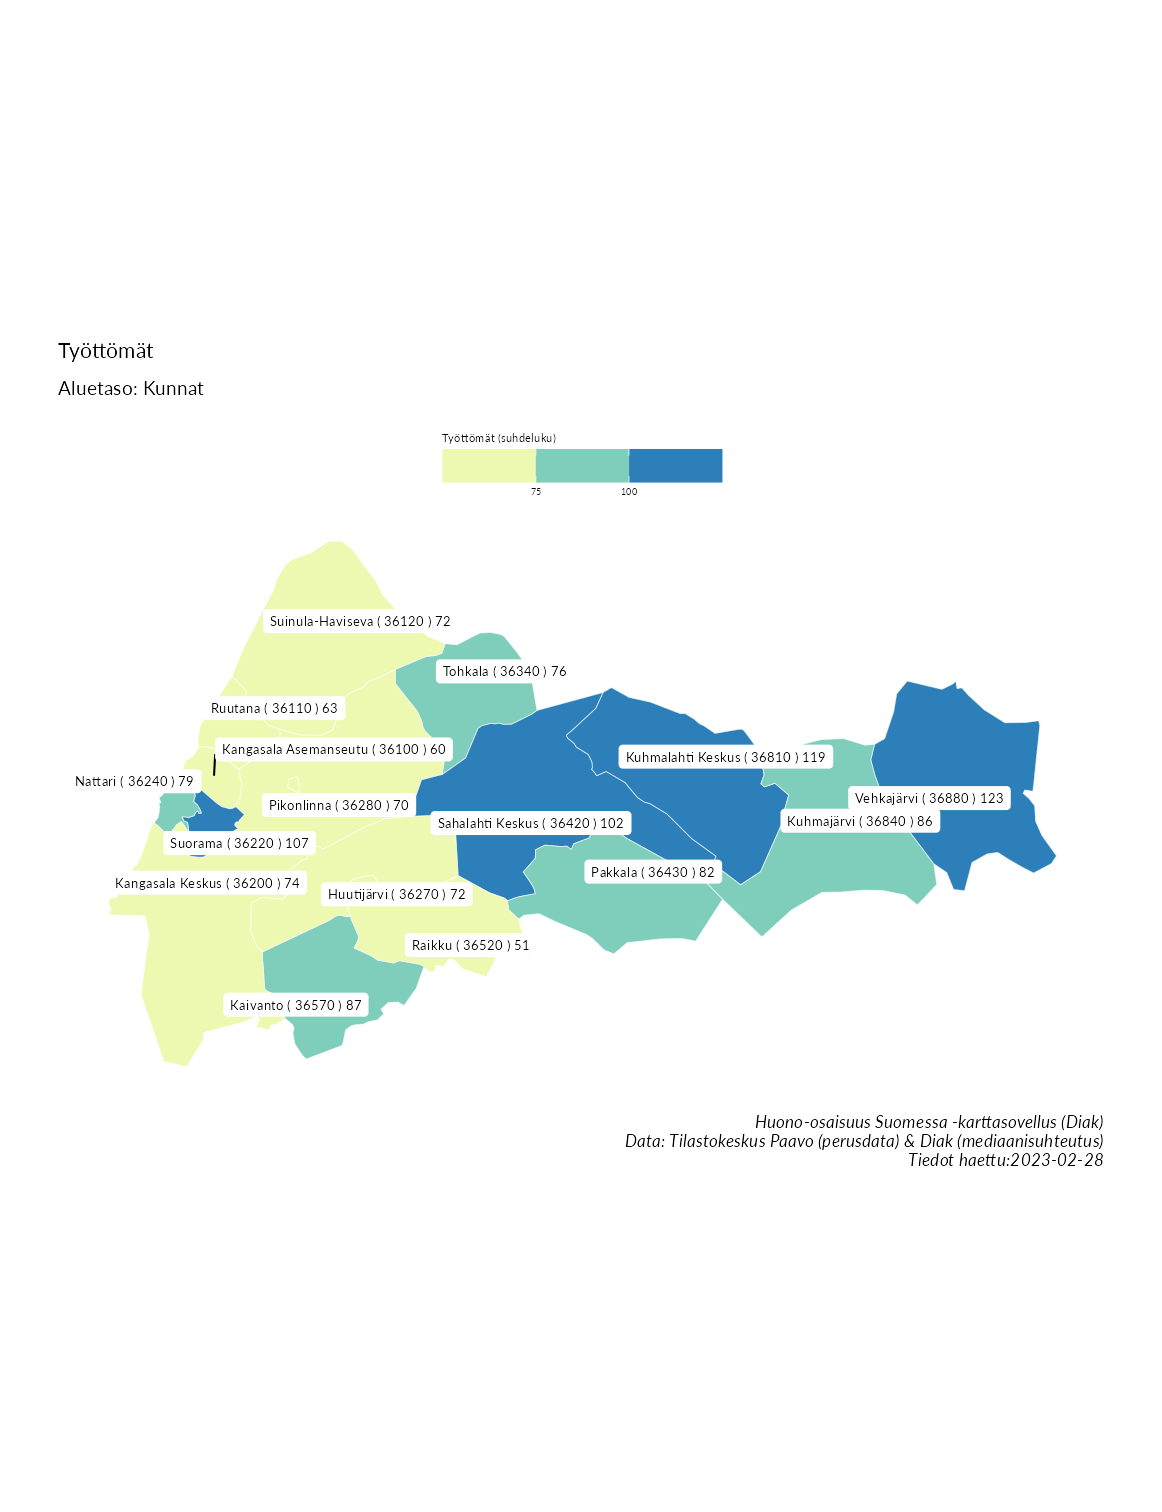 Työttömät
Aluetaso: Kunnat
Työttömät (suhdeluku)
75
100
Suinula-Haviseva ( 36120 ) 72
Tohkala ( 36340 ) 76
Ruutana ( 36110 ) 63
Kangasala Asemanseutu ( 36100 ) 60
Kuhmalahti Keskus ( 36810 ) 119
Nattari ( 36240 ) 79
Vehkajärvi ( 36880 ) 123
Pikonlinna ( 36280 ) 70
Sahalahti Keskus ( 36420 ) 102
Kuhmajärvi ( 36840 ) 86
Suorama ( 36220 ) 107
Pakkala ( 36430 ) 82
Kangasala Keskus ( 36200 ) 74
Huutijärvi ( 36270 ) 72
Raikku ( 36520 ) 51
Kaivanto ( 36570 ) 87
Huono-osaisuus Suomessa -karttasovellus (Diak)
Data: Tilastokeskus Paavo (perusdata) & Diak (mediaanisuhteutus)
Tiedot haettu:2023-02-28